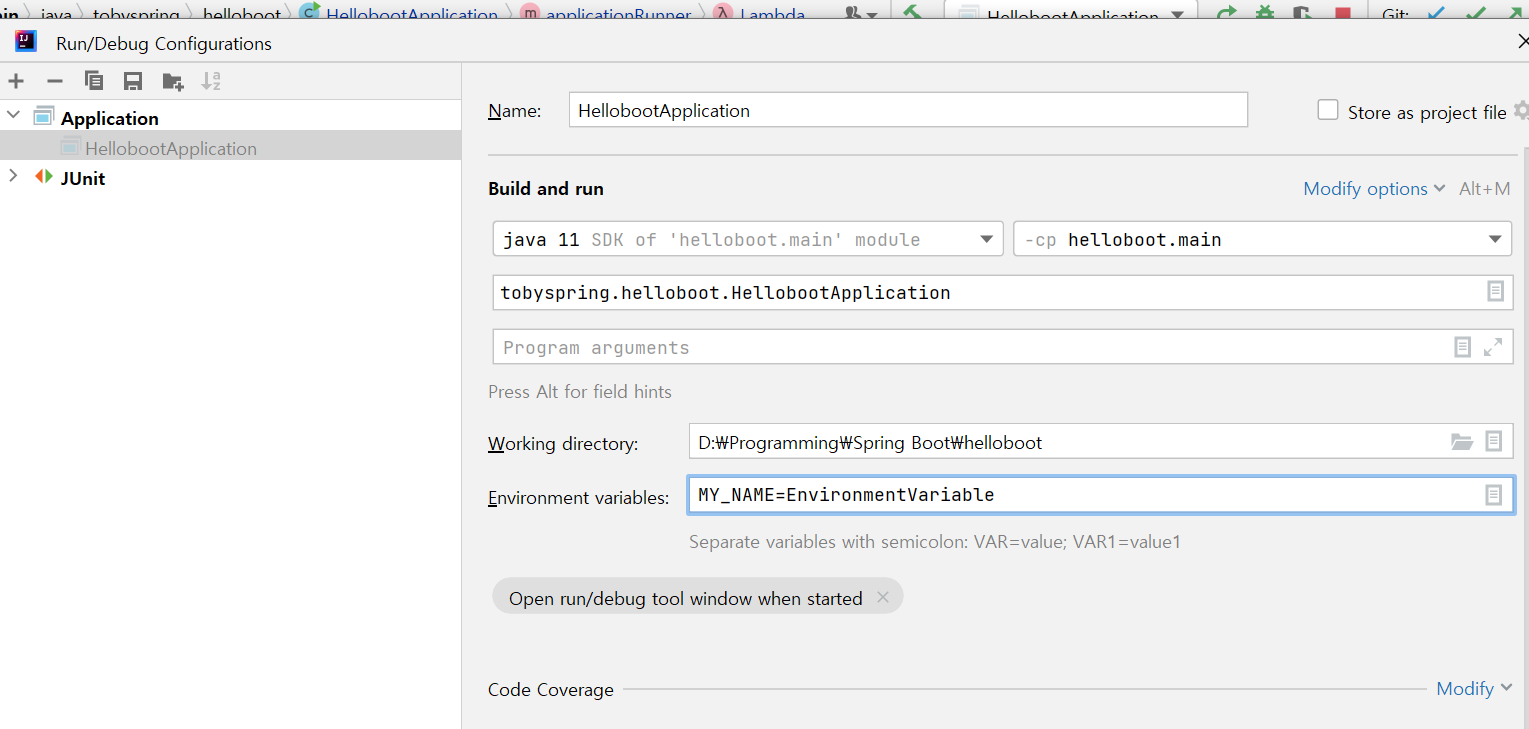 in java tobyspring helloboot HellobootApplication applicationRunner Lambda HellobootApplication Git:
Run/Debug Configurations
Application
HellobootApplication
JUnit
Name: HellobootApplication Store as project file
Build and run Modify options Alt+M
java 11 SDK of 'helloboot.main' module -cp helloboot.main
tobyspring.helloboot.HellobootApplication
Program arguments
Press Alt for field hints
Working directory: D:₩Programming₩Spring Boot₩helloboot
Environment variables: MY_NAME=EnvironmentVariable
Separate variables with semicolon: VAR=value; VAR1=value1
Open run/debug tool window when started
Code Coverage Modify